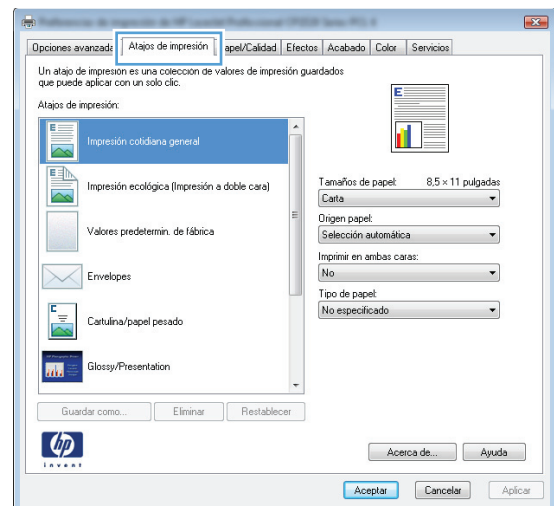 Opciones avanzada
Atajos de impresión
apel/Calidad
Efectos
Acabado
Color
Servicios
Un atajo de impresión es una colección de valores de impresión guardados
que puede aplicar con un solo clic.
Atajos de impresión:
Impresión cotidiana general
Impresión ecológica (Impresión a doble cara)
Valores predetermin. de fábrica
Envelopes
Cartulina/papel pesado
Glossy/Presentation
Guardar como...
Eliminar
Restablecer
E
Tamaños de papel: 8,5 × 11 pulgadas
Carta
Origen papel:
Selección automática
Imprimir en ambas caras:
No
Tipo de papel:
No especificado
hp
invent
Acerca de...
Ayuda
Aceptar
Cancelar
Aplicar